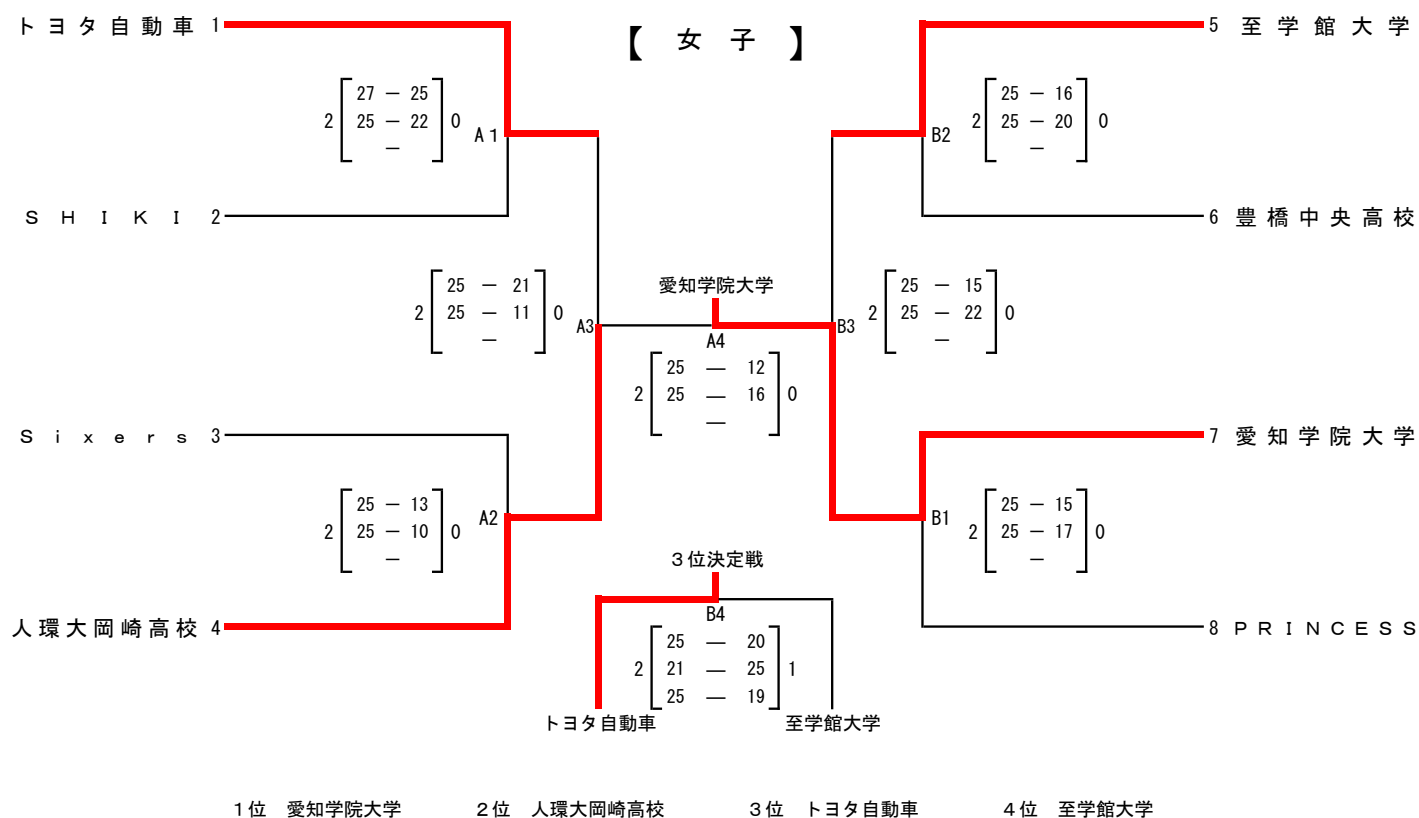 【 女 子 】
トヨタ自動車 1
5 至学館大学
27 － 25
2 25 － 22 0
－
A1
25 － 16
2 25 － 20 0
－
B2
ＳＨＩＫＩ 2
6 豊橋中央高校
25 － 21
2 25 － 11 0
－
A3
愛知学院大学
A4
25 － 15
2 25 － 22 0
－
B3
25 ― 12
2 25 ― 16 0
―
Ｓｉｘｅｒｓ 3
7 愛知学院大学
25 － 13
2 25 － 10 0
－
A2
25 － 15
2 25 － 17 0
－
B1
人環大岡崎高校 4
8 ＰＲＩＮＣＥＳＳ
３位決定戦
B4
25 ― 20
2 21 ― 25 1
25 ― 19
トヨタ自動車 至学館大学
１位 愛知学院大学 ２位 人環大岡崎高校 ３位 トヨタ自動車 ４位 至学館大学